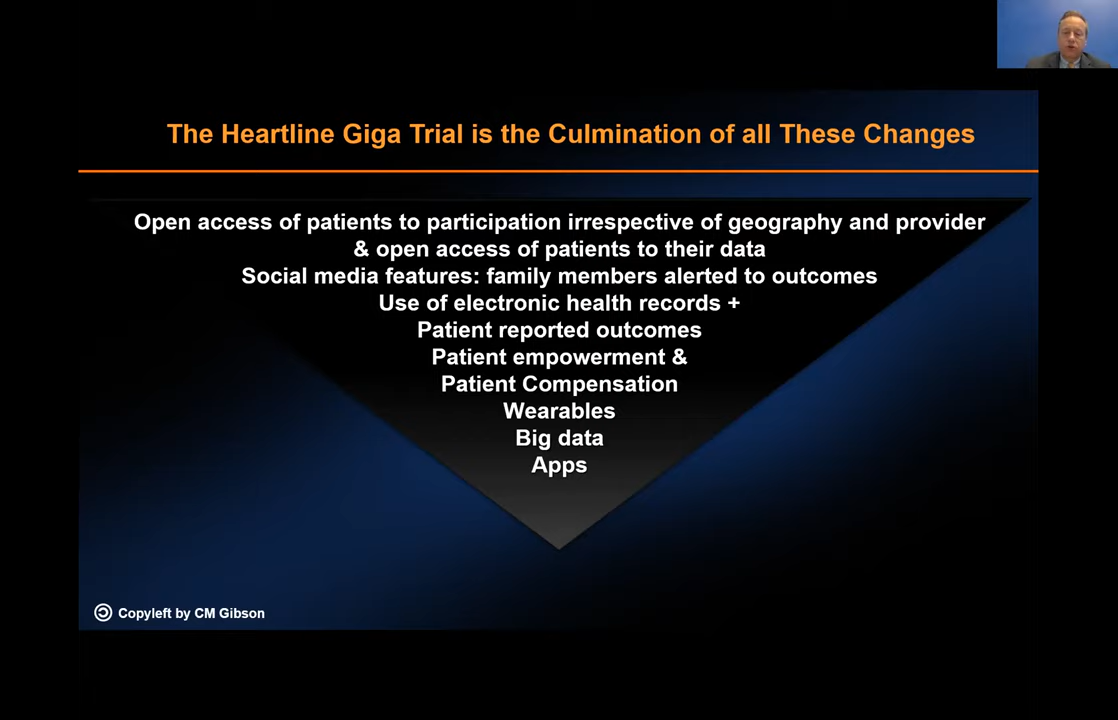 The Heartline Giga Trial is the Culmination of all These Changes
Open access of patients to participation irrespective of geography and provider
& open access of patients to their data
Social media features: family members alerted to outcomes
Use of electronic health records +
Patient reported outcomes
Patient empowerment &
Patient Compensation
Wearables
Big data
Apps
Copyleft by CM Gibson